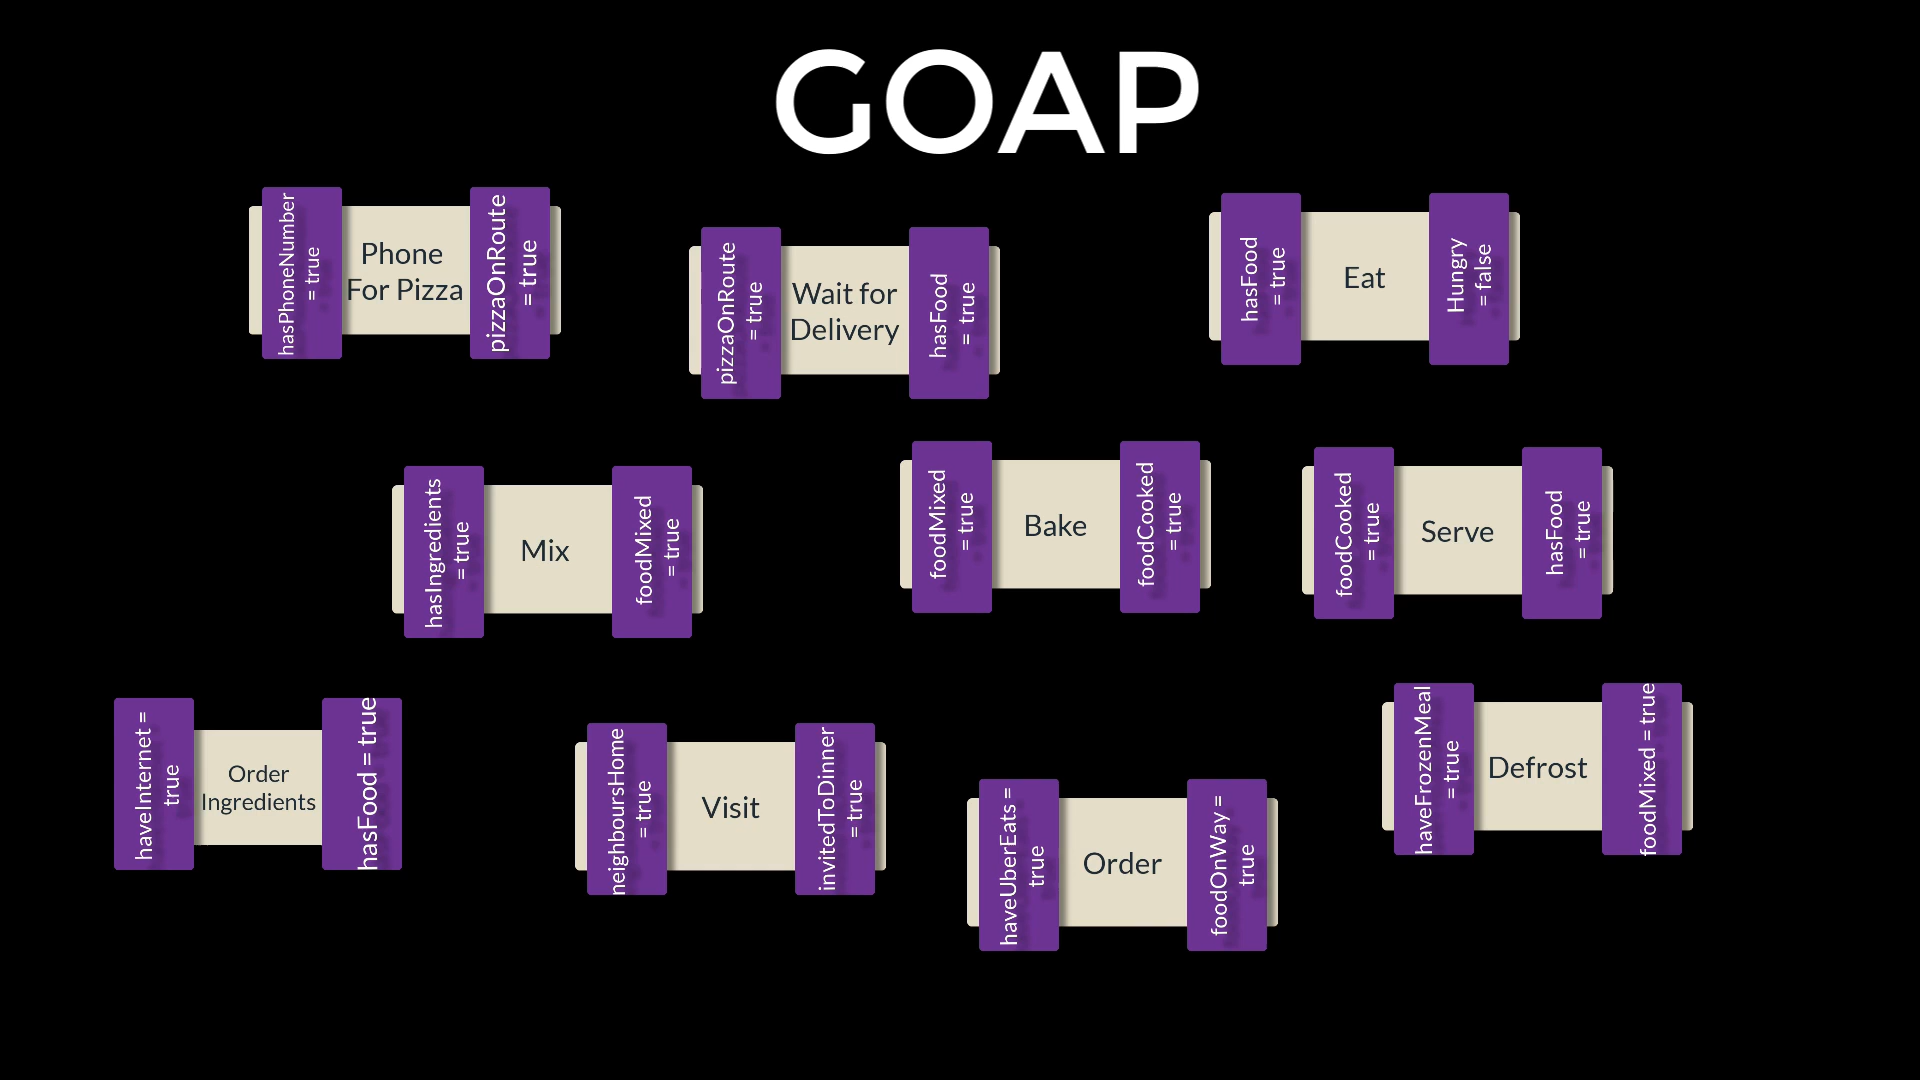 GOAP
hasPhoneNumber
= true
Phone
For Pizza
pizzaOnRoute
= true
pizzaOnRoute
= true
Wait for
Delivery
hasFood
= true
hasFood
= true
Eat
Hungry
= false
hasIngredients
= true
Mix
foodMixed
= true
foodMixed
= true
Bake
foodCooked
= true
foodCooked
= true
Serve
hasFood
= true
haveInternet =
true
Order
Ingredients
hasFood = true
neighboursHome
= true
Visit
invitedToDinner
= true
haveUberEats =
true
Order
foodOnWay =
true
haveFrozenMeal
= true
Defrost
foodMixed = true